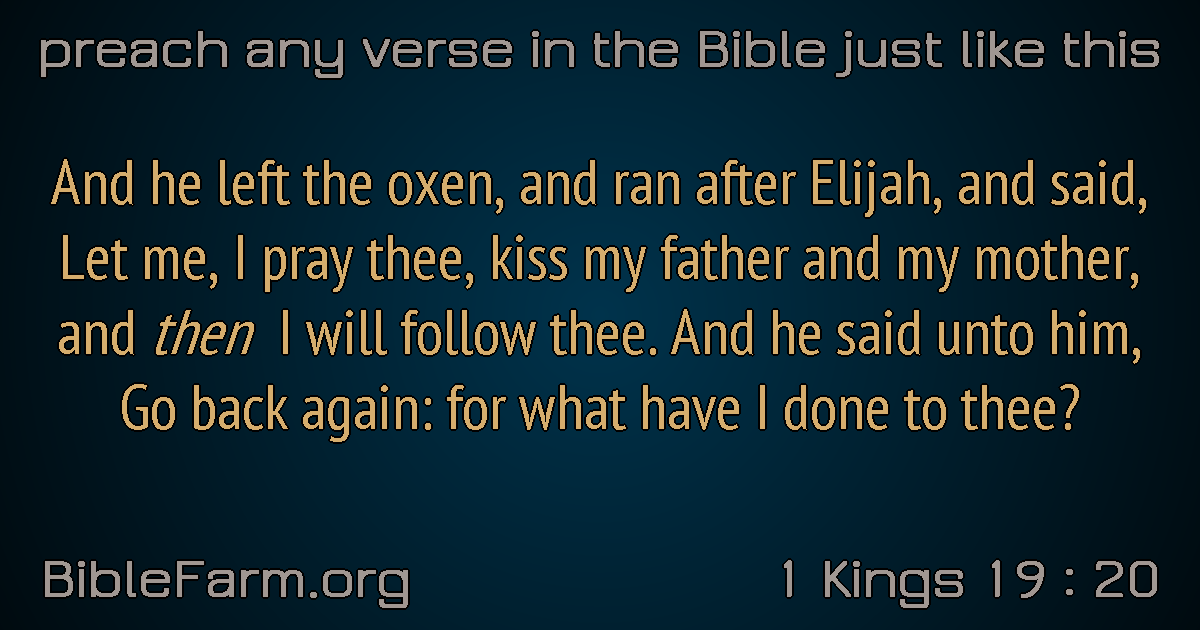 preach any verse in the Bible just like this
And he left the oxen, and ran after Elijah, and said,
Let me, I pray thee, kiss my father and my mother,
and then I will follow thee. And he said unto him,
Go back again: for what have I done to thee?
BibleFarm.org
1 Kings 19 : 20